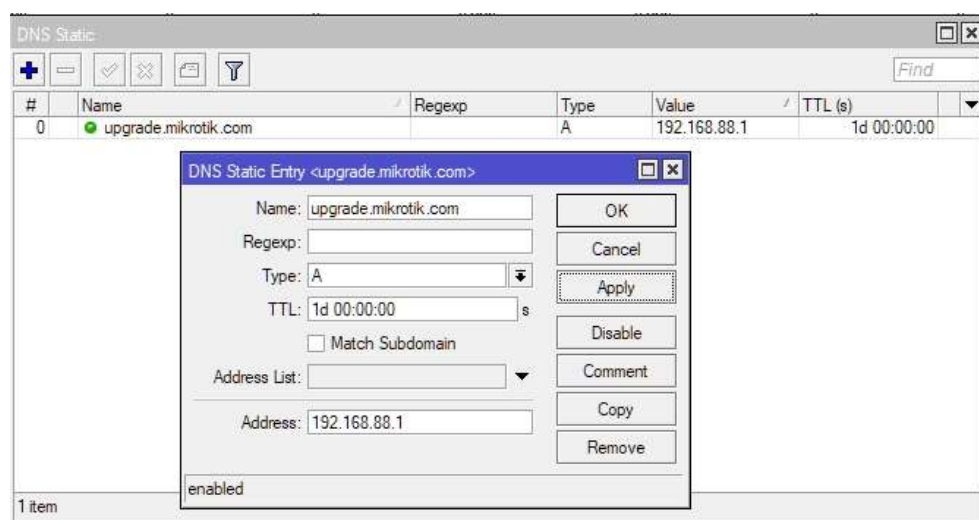 DNS Static
Find
# Name Regexp Type Value TTL (s)
0 upgrade.mikrotik.com A 192.168.88.1 1d 00:00:00
DNS Static Entry <upgrade.mikrotik.com>
Name: upgrade.mikrotik.com OK
Regexp: Cancel
Type: A Apply
TTL: 1d 00:00:00 s
Match Subdomain Disable
Address List: Comment
Address: 192.168.88.1 Copy
Remove
enabled
1 item